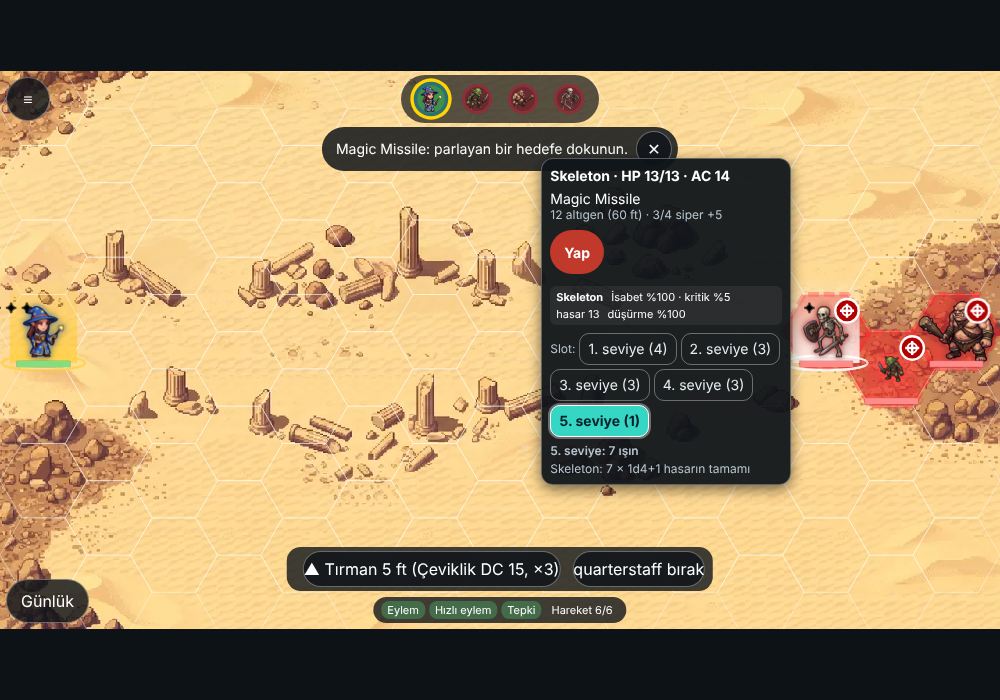 ≡
Magic Missile: parlayan bir hedefe dokunun. ✕
Skeleton · HP 13/13 · AC 14
Magic Missile
12 altıgen (60 ft) · 3/4 siper +5
Yap
Skeleton İsabet %100 · kritik %5
hasar 13 düşürme %100
Slot: 1. seviye (4) 2. seviye (3)
3. seviye (3) 4. seviye (3)
5. seviye (1)
5. seviye: 7 ışın
Skeleton: 7 × 1d4+1 hasarın tamamı
▲ Tırman 5 ft (Çeviklik DC 15, ×3) quarterstaff bırak
Günlük
Eylem Hızlı eylem Tepki Hareket 6/6